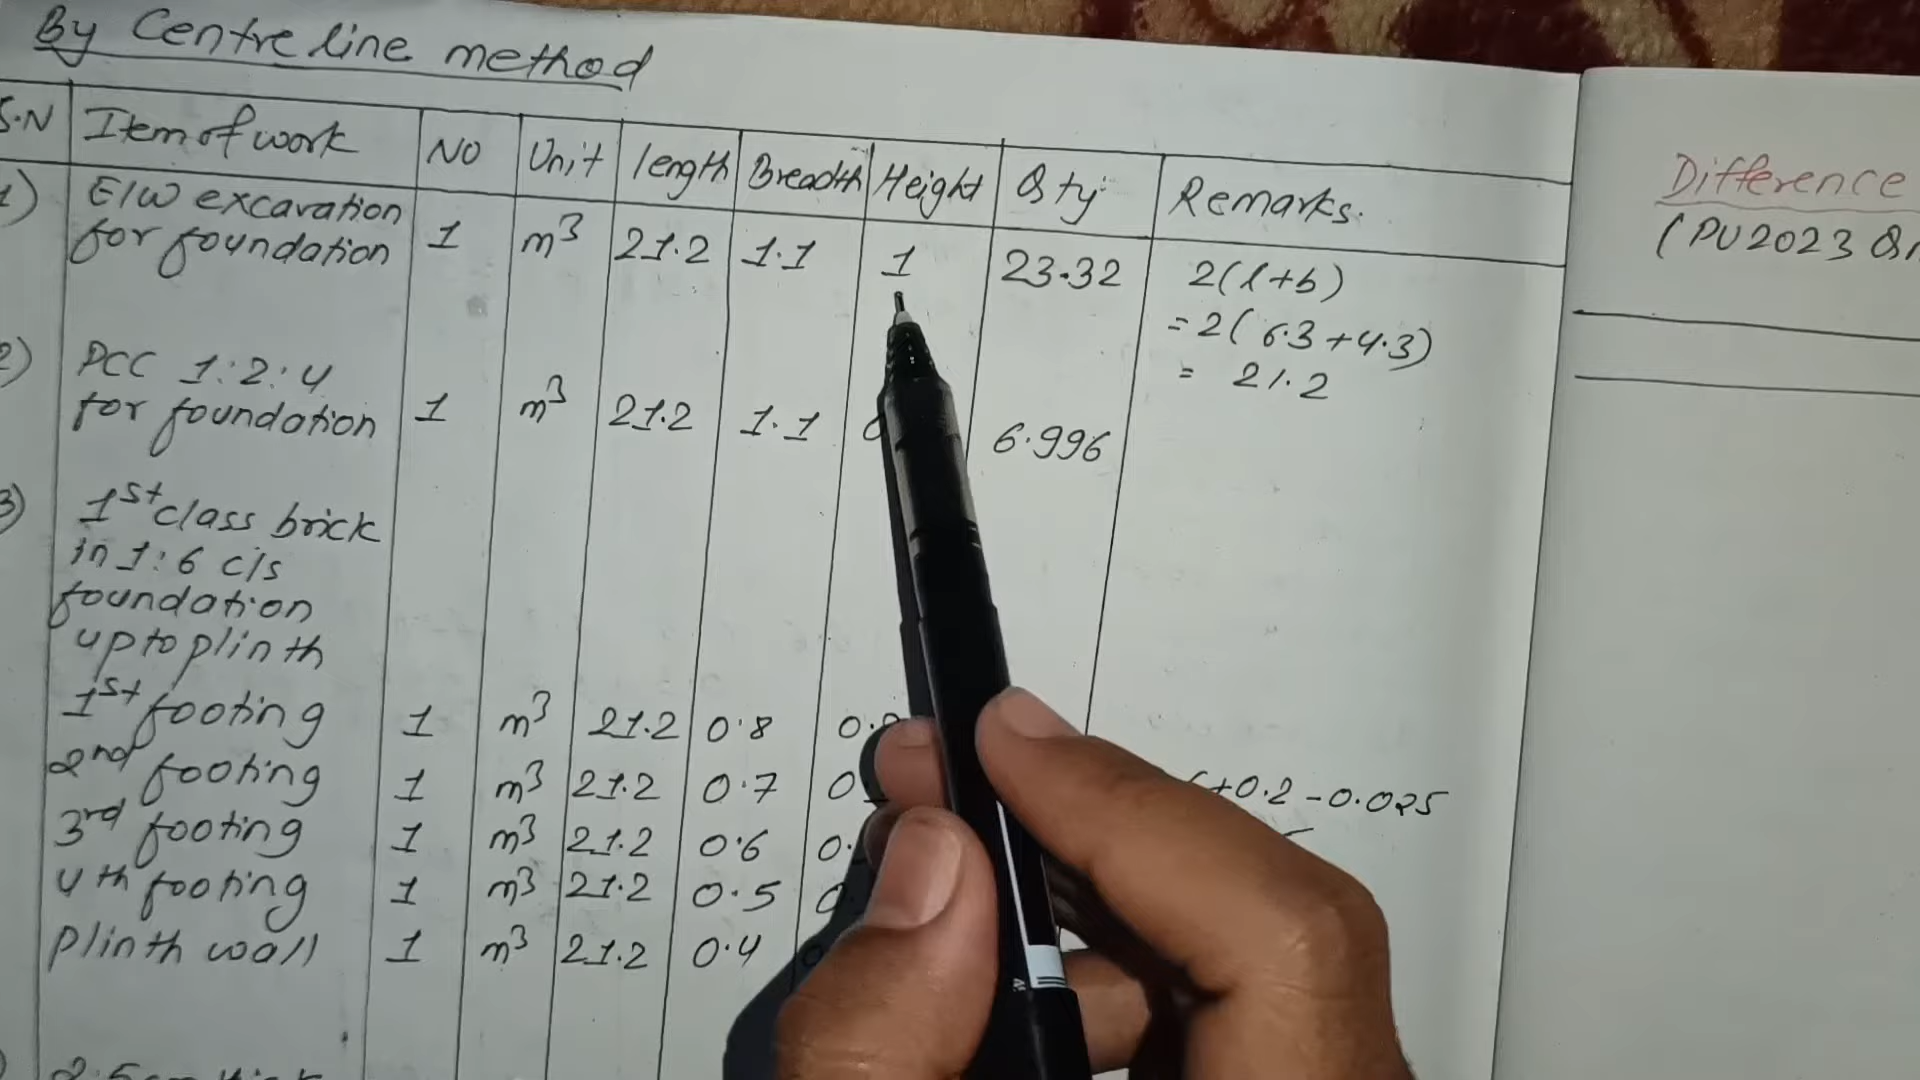 By Centre line method
S.N Item of work NO Unit length Breadth Height Qty Remarks.
1) E/W excavation
for foundation 1 m³ 21.2 1.1 1 23.32 2(l+b)
= 2(6.3+4.3)
= 21.2
2) PCC 1:2:4
for foundation 1 m³ 21.2 1.1 6.996
3) 1st class brick
in 1:6 c/s
foundation
upto plinth
1st footing 1 m³ 21.2 0.8
2nd footing 1 m³ 21.2 0.7 +0.2-0.025
3rd footing 1 m³ 21.2 0.6
4th footing 1 m³ 21.2 0.5
plinth wall 1 m³ 21.2 0.4
Difference
(PU2023